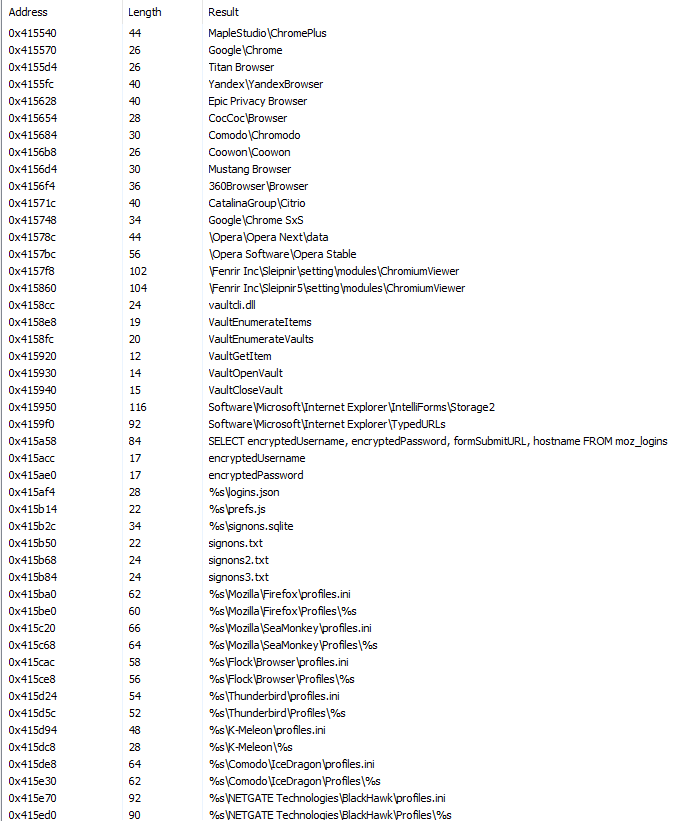 Address Length Result
0x415540 44 MapleStudio\ChromePlus
0x415570 26 Google\Chrome
0x4155d4 26 Titan Browser
0x4155fc 40 Yandex\YandexBrowser
0x415628 40 Epic Privacy Browser
0x415654 28 CocCoc\Browser
0x415684 30 Comodo\Chromodo
0x4156b8 26 Coowon\Coowon
0x4156d4 30 Mustang Browser
0x4156f4 36 360Browser\Browser
0x41571c 40 CatalinaGroup\Citrio
0x415748 34 Google\Chrome SxS
0x41578c 44 \Opera\Opera Next\data
0x4157bc 56 \Opera Software\Opera Stable
0x4157f8 102 \Fenrir Inc\Sleipnir\setting\modules\ChromiumViewer
0x415860 104 \Fenrir Inc\Sleipnir5\setting\modules\ChromiumViewer
0x4158cc 24 vaultcli.dll
0x4158e8 19 VaultEnumerateItems
0x4158fc 20 VaultEnumerateVaults
0x415920 12 VaultGetItem
0x415930 14 VaultOpenVault
0x415940 15 VaultCloseVault
0x415950 116 Software\Microsoft\Internet Explorer\IntelliForms\Storage2
0x4159f0 92 Software\Microsoft\Internet Explorer\TypedURLs
0x415a58 84 SELECT encryptedUsername, encryptedPassword, formSubmitURL, hostname FROM moz_logins
0x415acc 17 encryptedUsername
0x415ae0 17 encryptedPassword
0x415af4 28 %s\logins.json
0x415b14 22 %s\prefs.js
0x415b2c 34 %s\signons.sqlite
0x415b50 22 signons.txt
0x415b68 24 signons2.txt
0x415b84 24 signons3.txt
0x415ba0 62 %s\Mozilla\Firefox\profiles.ini
0x415be0 60 %s\Mozilla\Firefox\Profiles\%s
0x415c20 66 %s\Mozilla\SeaMonkey\profiles.ini
0x415c68 64 %s\Mozilla\SeaMonkey\Profiles\%s
0x415cac 58 %s\Flock\Browser\profiles.ini
0x415ce8 56 %s\Flock\Browser\Profiles\%s
0x415d24 54 %s\Thunderbird\profiles.ini
0x415d5c 52 %s\Thunderbird\Profiles\%s
0x415d94 48 %s\K-Meleon\profiles.ini
0x415dc8 28 %s\K-Meleon\%s
0x415de8 64 %s\Comodo\IceDragon\profiles.ini
0x415e30 62 %s\Comodo\IceDragon\Profiles\%s
0x415e70 92 %s\NETGATE Technologies\BlackHawk\profiles.ini
0x415ed0 90 %s\NETGATE Technologies\BlackHawk\Profiles\%s